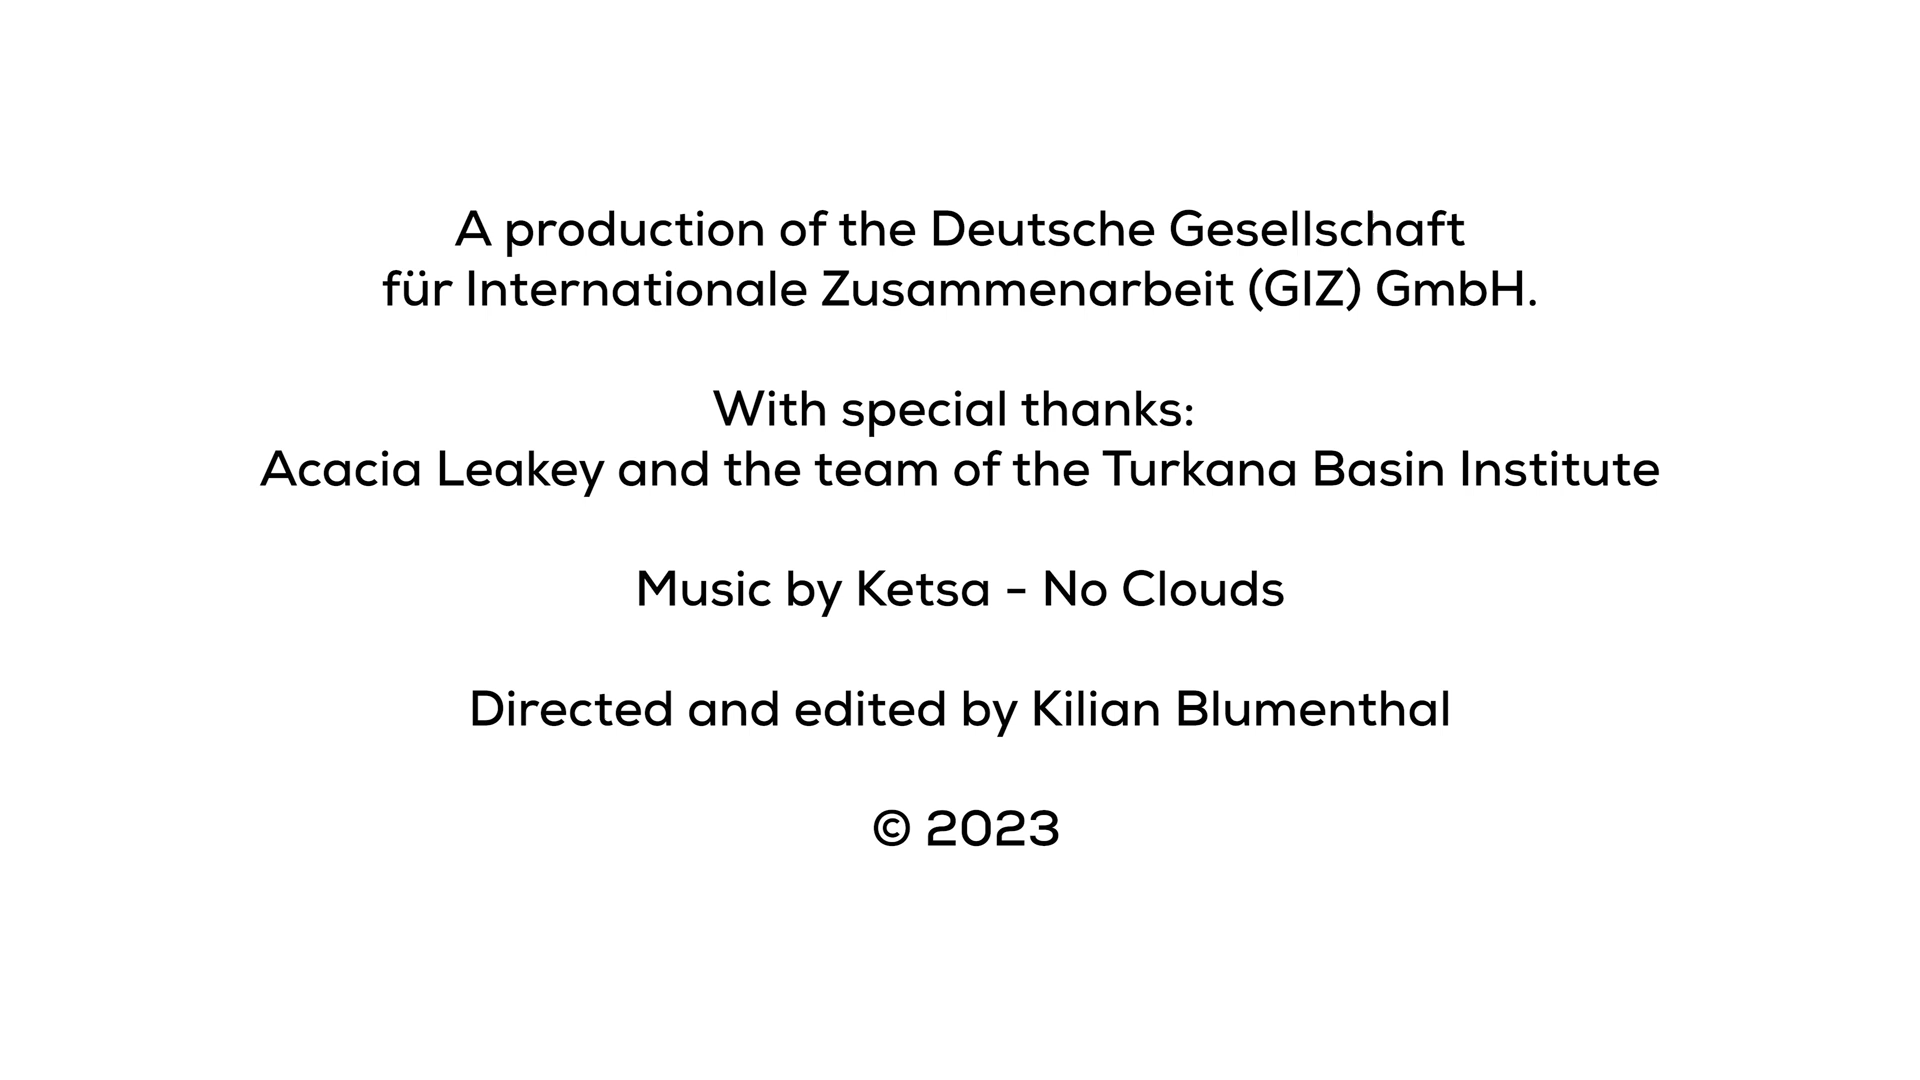 A production of the Deutsche Gesellschaft
für Internationale Zusammenarbeit (GIZ) GmbH.
With special thanks:
Acacia Leakey and the team of the Turkana Basin Institute
Music by Ketsa - No Clouds
Directed and edited by Kilian Blumenthal
© 2023